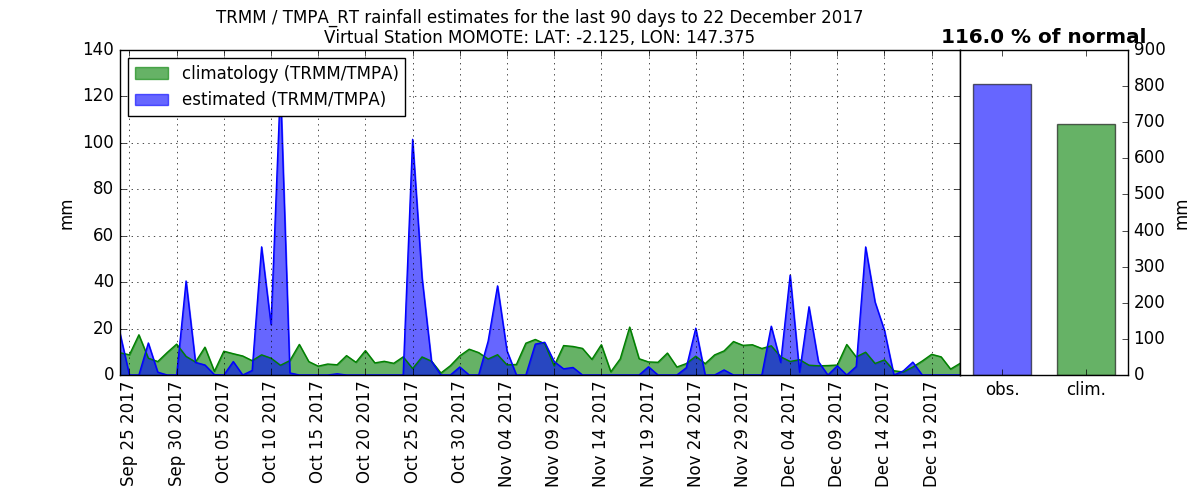 TRMM / TMPA_RT rainfall estimates for the last 90 days to 22 December 2017
Virtual Station MOMOTE: LAT: -2.125, LON: 147.375
116.0 % of normal
climatology (TRMM/TMPA)
estimated (TRMM/TMPA)
140
120
100
80
60
40
20
0
mm
Sep 25 2017
Sep 30 2017
Oct 05 2017
Oct 10 2017
Oct 15 2017
Oct 20 2017
Oct 25 2017
Oct 30 2017
Nov 04 2017
Nov 09 2017
Nov 14 2017
Nov 19 2017
Nov 24 2017
Nov 29 2017
Dec 04 2017
Dec 09 2017
Dec 14 2017
Dec 19 2017
900
800
700
600
500
400
300
200
100
0
mm
obs.
clim.